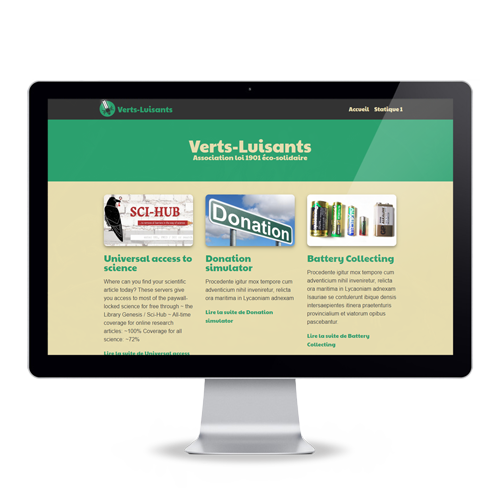 Verts-Luisants
Accueil Statique 1
Verts-Luisants
Association loi 1901 éco-solidaire
SCI-HUB
Donation
Universal access to
science
Where can you find your scientific
article today? These servers give
you access to most of the paywall-
locked science for free through ~ the
Library Genesis / Sci-Hub ~ All-time
coverage for online research
articles: ~100% Coverage for all
science: ~72%
Lire la suite de Universal access
Donation
simulator
Procedente igitur mox tempore cum
adventicium nihil inveniretur, relicta
ora maritima in Lycaoniam adnexam
Lire la suite de Donation
simulator
Battery Collecting
Procedente igitur mox tempore cum
adventicium nihil inveniretur, relicta
ora maritima in Lycaoniam adnexam
Isauriae se contulerunt ibique densis
intersaepientes itinera praetenturis
provincialium et viatorum opibus
pascebantur.
Lire la suite de Battery
Collecting